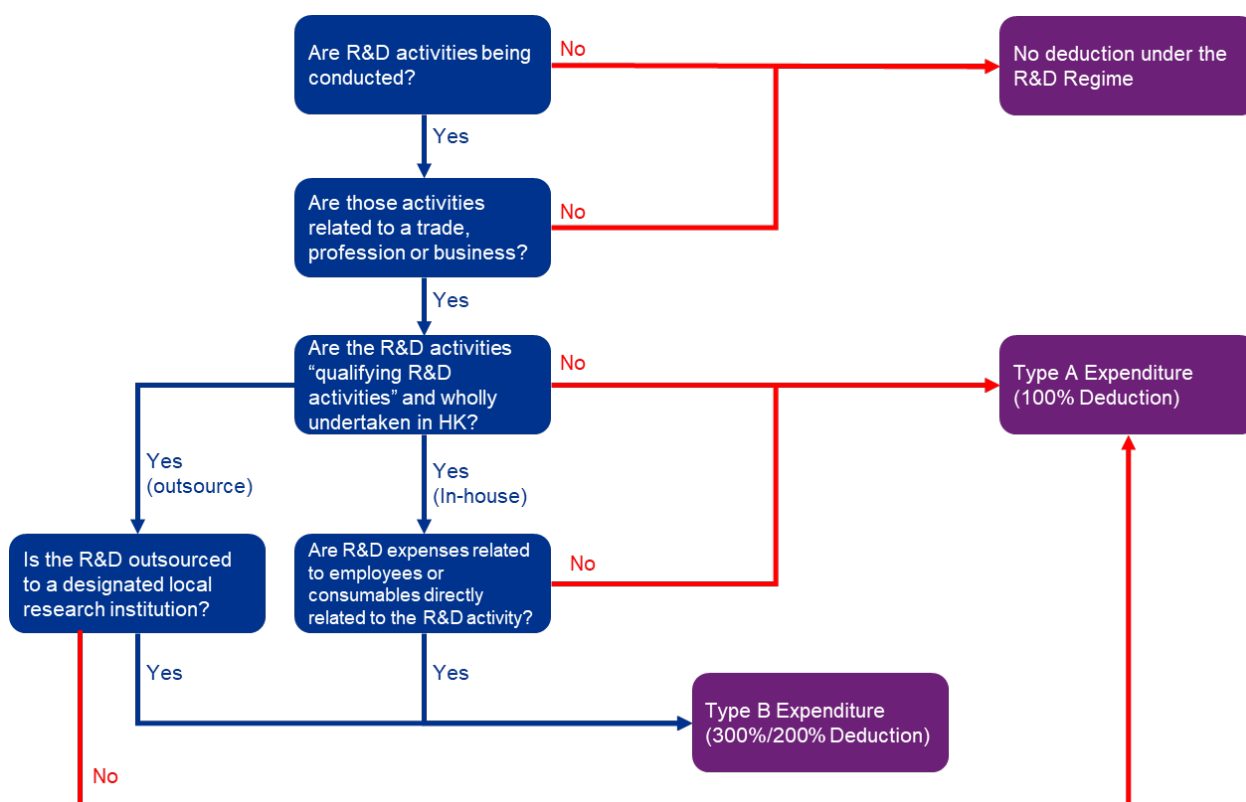 Are R&D activities being
conducted?
No
No deduction under the
R&D Regime
Yes
Are those activities
related to a trade,
profession or business?
No
Yes
Are the R&D activities
“qualifying R&D
activities” and wholly
undertaken in HK?
No
Type A Expenditure
(100% Deduction)
Yes
(outsource)
Yes
(In-house)
Is the R&D outsourced
to a designated local
research institution?
Are R&D expenses related
to employees or
consumables directly
related to the R&D activity?
No
Yes
Yes
Type B Expenditure
(300%/200% Deduction)
No